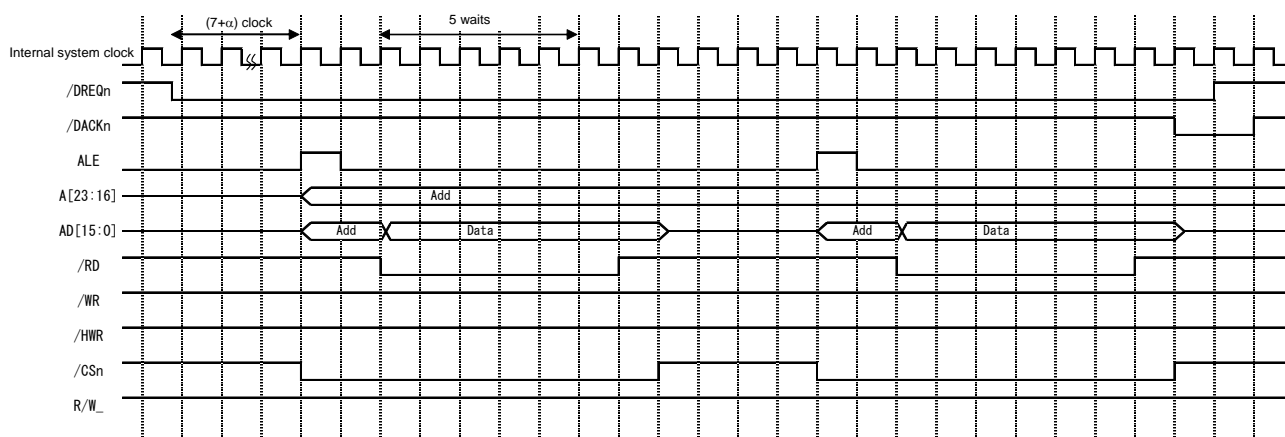 (7+α) clock
5 waits
Internal system clock
/DREQn
/DACKn
ALE
A[23:16]
Add
AD[15:0]
Add
Data
Add
Data
/RD
/WR
/HWR
/CSn
R/W_